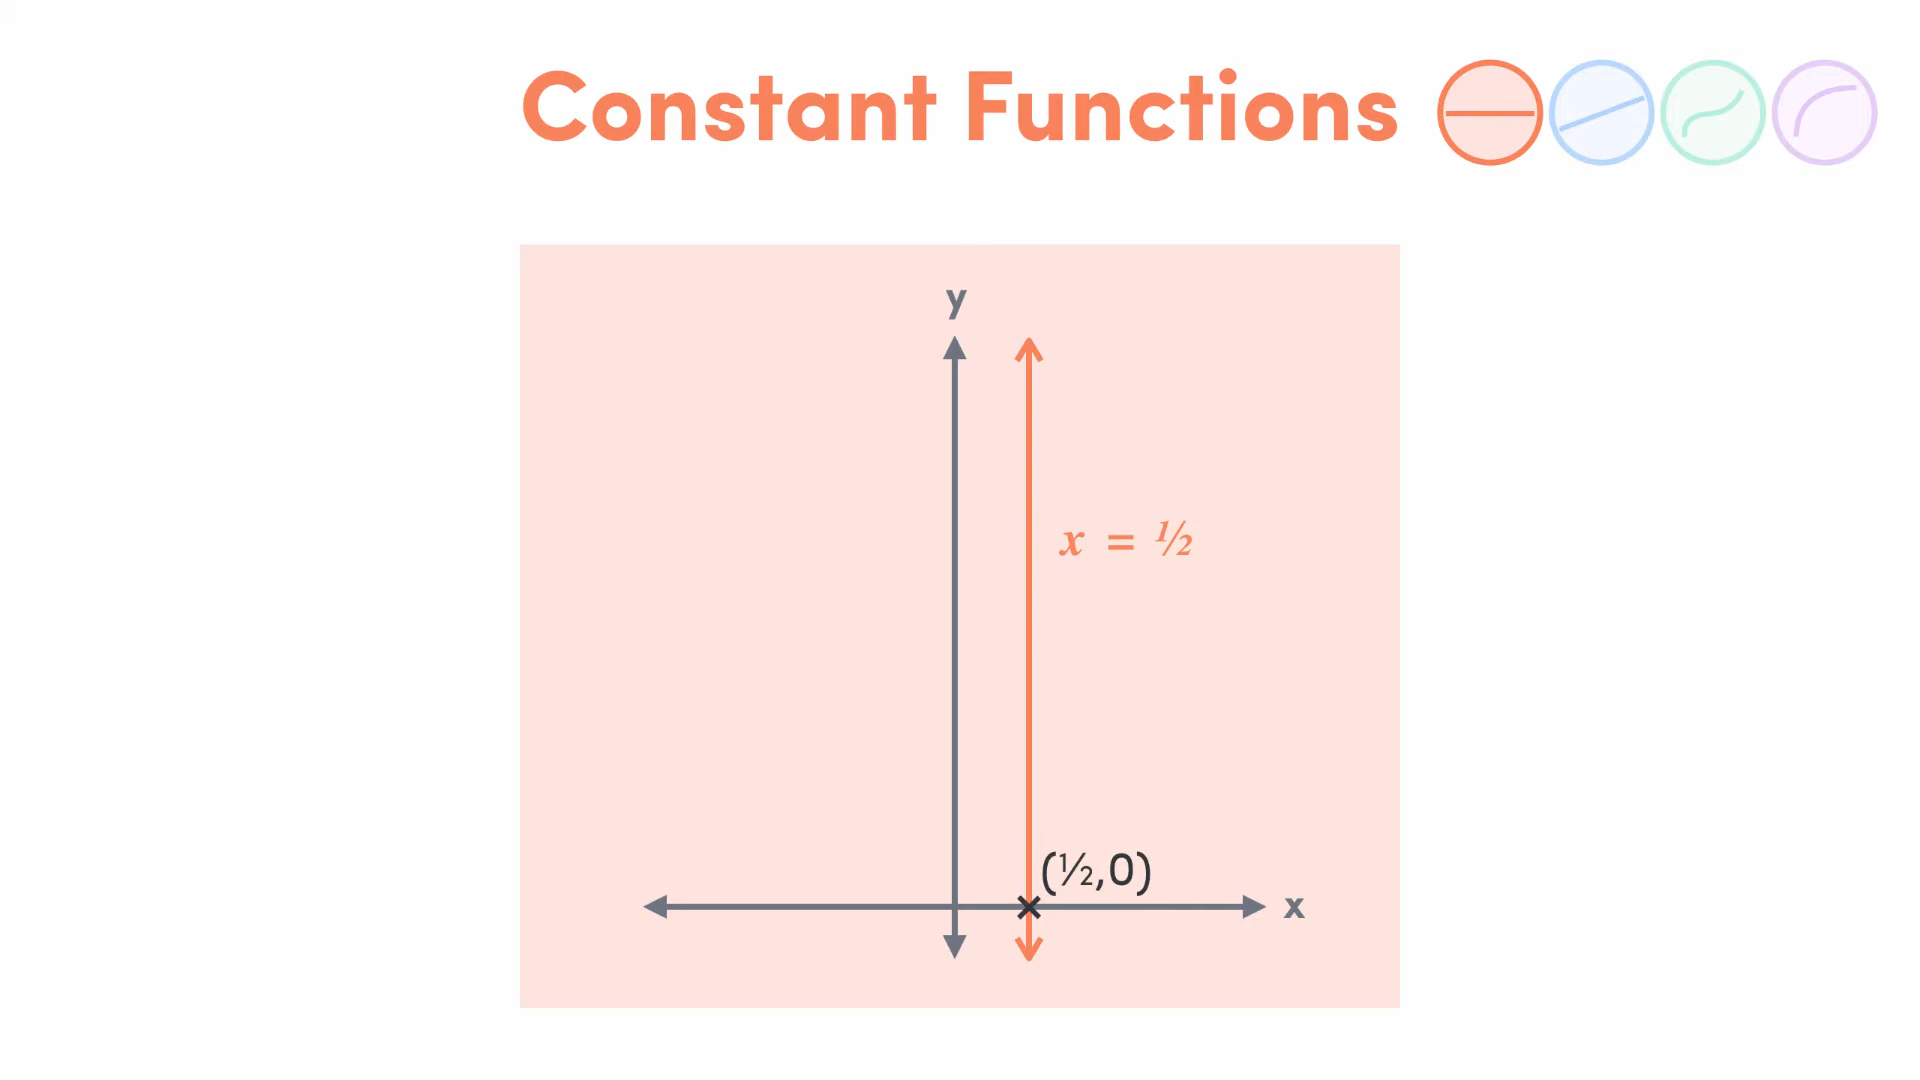 Constant Functions
y
x = ½
(½,0)
x